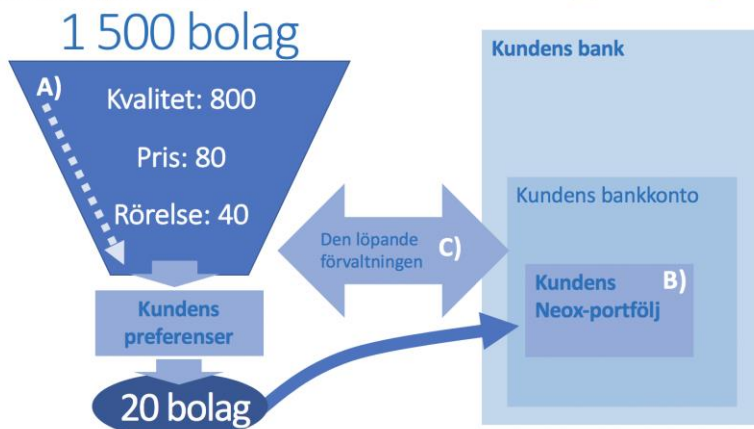 1 500 bolag
A)
Kvalitet: 800
Pris: 80
Rörelse: 40
Kundens
preferenser
20 bolag
Den löpande
förvaltningen
C)
Kundens bank
Kundens bankkonto
Kundens
Neox-portfölj
B)